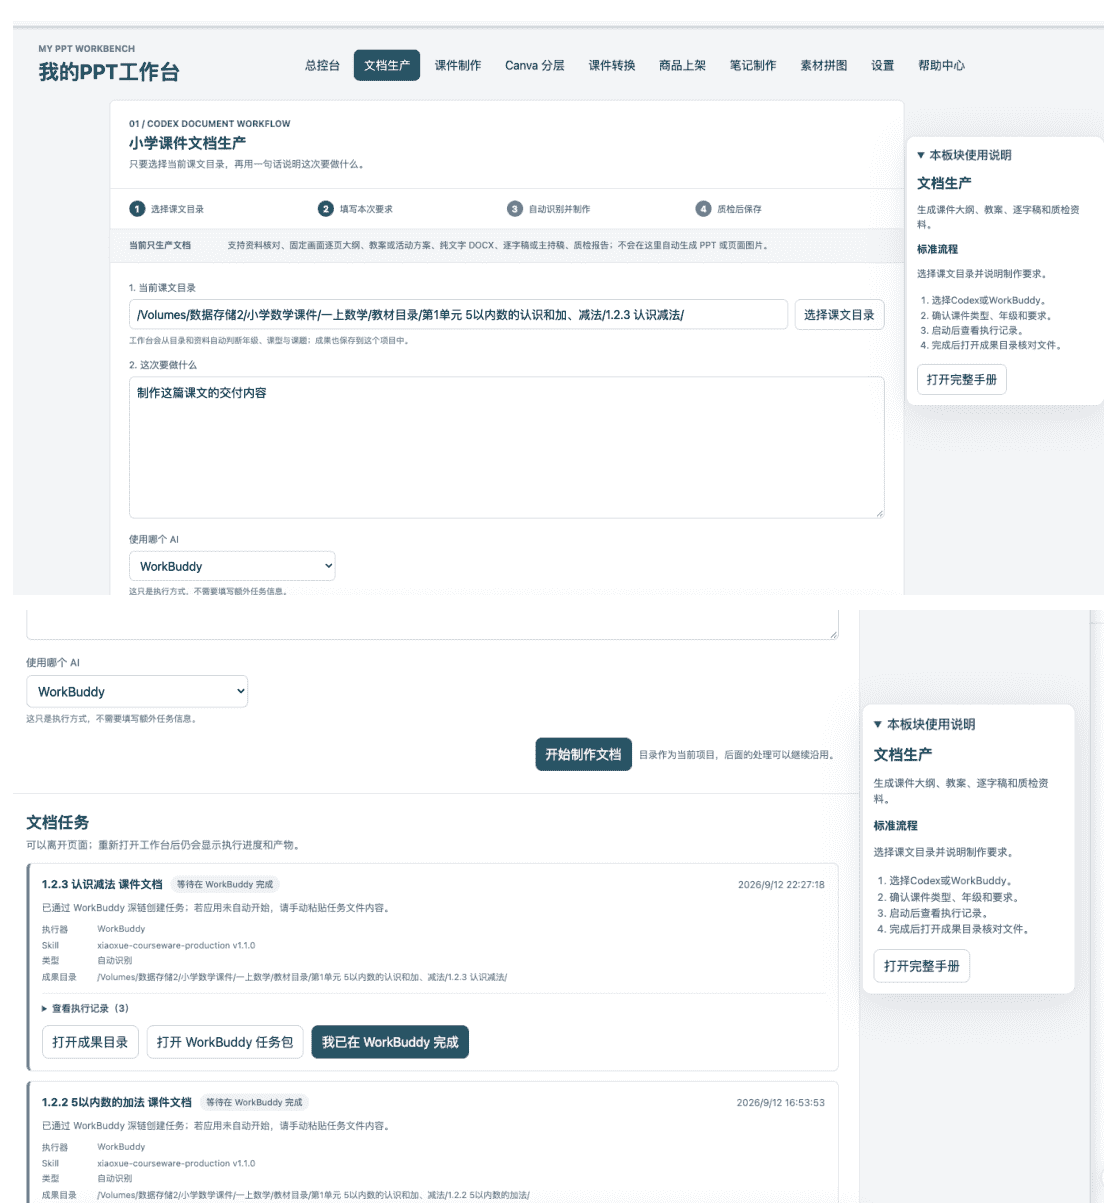 MY PPT WORKBENCH
我的PPT工作台
总控台 文档生产 课件制作 Canva 分层 课件转换 商品上架 笔记制作 素材拼图 设置 帮助中心
01 / CODEX DOCUMENT WORKFLOW
小学课件文档生产
只要选择当前课文目录，再用一句话说明这次要做什么。
1 选择课文目录 2 填写本次要求 3 自动识别并制作 4 质检后保存
当前只生产文档 支持资料核对、固定画面逐页大纲、教案或活动方案、纯文字 DOCX、逐字稿或主持稿、质检报告；不会在这里自动生成 PPT 或页面图片。
1. 当前课文目录
/Volumes/数据存储2/小学数学课件/一上数学/教材目录/第1单元 5以内数的认识和加、减法/1.2.3 认识减法/ 选择课文目录
工作台会从目录和资料自动判断年级、课型与课题；成果也保存到这个项目中。
2. 这次要做什么
制作这篇课文的交付内容
使用哪个 AI
WorkBuddy
这只是执行方式，不需要填写额外任务信息。
▼ 本板块使用说明
文档生产
生成课件大纲、教案、逐字稿和质检资
料。
标准流程
选择课文目录并说明制作要求。
1. 选择Codex或WorkBuddy。
2. 确认课件类型、年级和要求。
3. 启动后查看执行记录。
4. 完成后打开成果目录核对文件。
打开完整手册
使用哪个 AI
WorkBuddy
这只是执行方式，不需要填写额外任务信息。
开始制作文档 目录作为当前项目，后面的处理可以继续沿用。
文档任务
可以离开页面；重新打开工作台后仍会显示执行进度和产物。
1.2.3 认识减法 课件文档 等待在 WorkBuddy 完成 2026/9/12 22:27:18
已通过 WorkBuddy 深链创建任务；若应用未自动开始，请手动粘贴任务文件内容。
执行器 WorkBuddy
Skill xiaoxue-courseware-production v1.1.0
类型 自动识别
成果目录 /Volumes/数据存储2/小学数学课件/一上数学/教材目录/第1单元 5以内数的认识和加、减法/1.2.3 认识减法/
▶ 查看执行记录（3）
打开成果目录 打开 WorkBuddy 任务包 我已在 WorkBuddy 完成
1.2.2 5以内数的加法 课件文档 等待在 WorkBuddy 完成 2026/9/12 16:53:53
已通过 WorkBuddy 深链创建任务；若应用未自动开始，请手动粘贴任务文件内容。
执行器 WorkBuddy
Skill xiaoxue-courseware-production v1.1.0
类型 自动识别
成果目录 /Volumes/数据存储2/小学数学课件/一上数学/教材目录/第1单元 5以内数的认识和加、减法/1.2.2 5以内数的加法/
▼ 本板块使用说明
文档生产
生成课件大纲、教案、逐字稿和质检资
料。
标准流程
选择课文目录并说明制作要求。
1. 选择Codex或WorkBuddy。
2. 确认课件类型、年级和要求。
3. 启动后查看执行记录。
4. 完成后打开成果目录核对文件。
打开完整手册